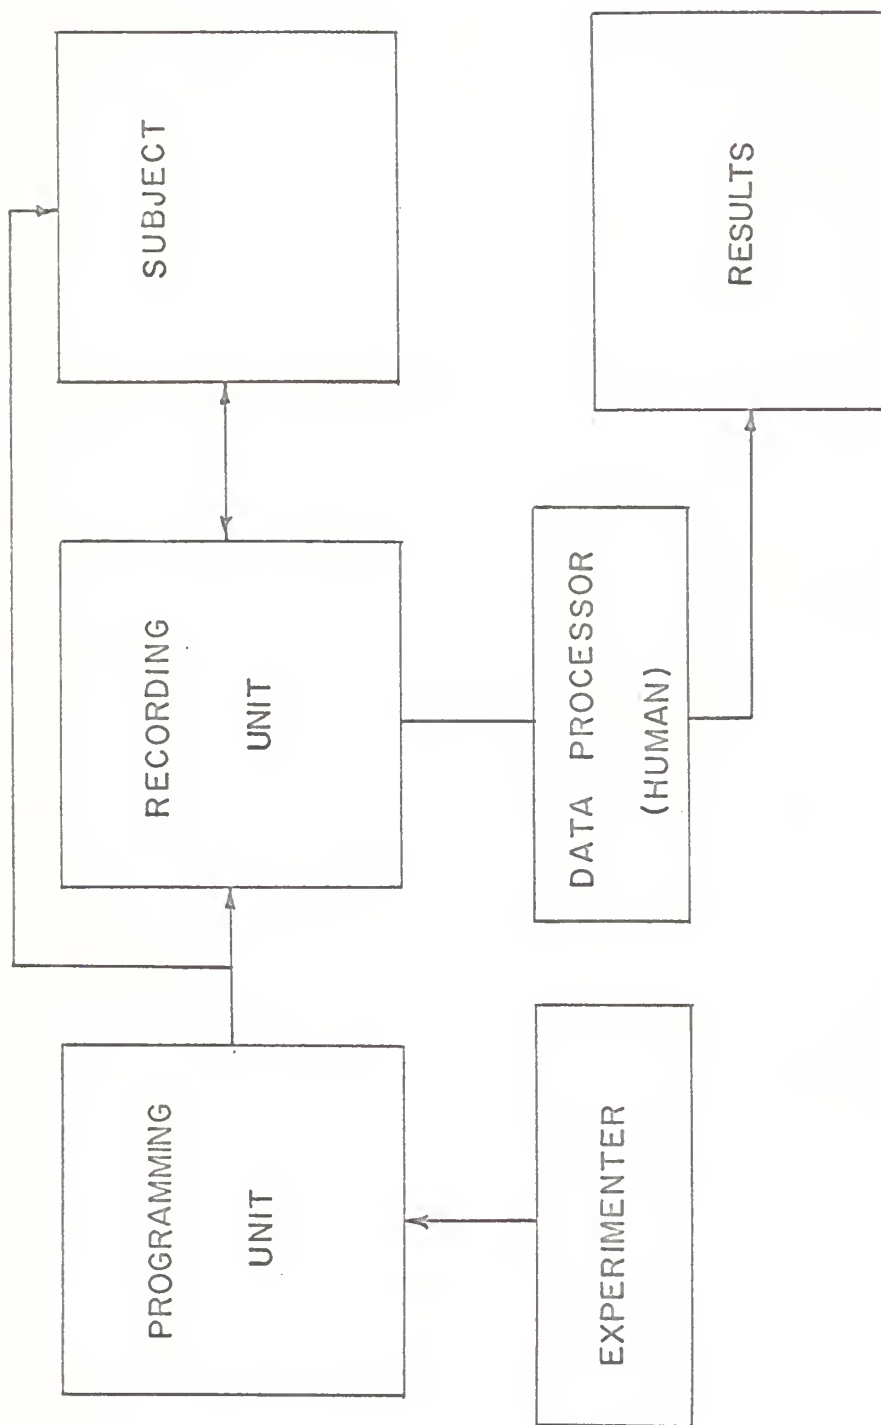 PROGRAMMING
UNIT
RECORDING
UNIT
SUBJECT
EXPERIMENTER
DATA PROCESSOR
(HUMAN)
RESULTS